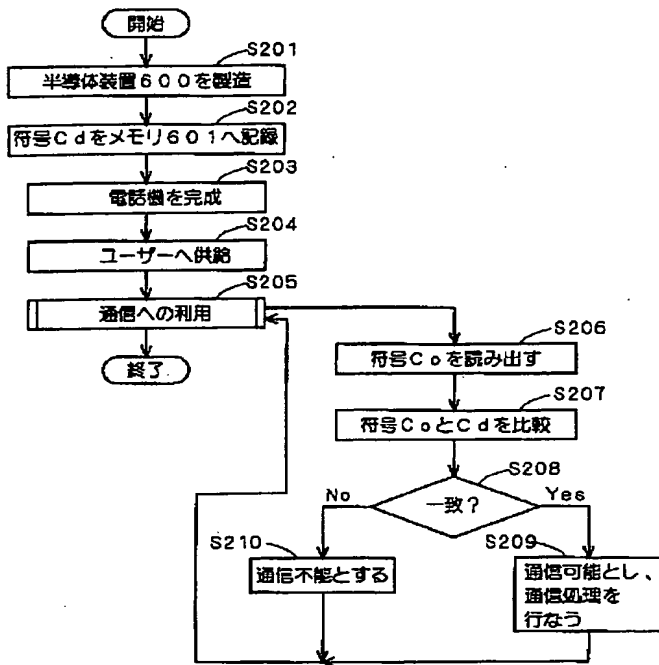 開始
S201
半導体装置600を製造
S202
符号Cdをメモリ601へ記録
S203
電話機を完成
S204
ユーザーへ供給
S205
通信への利用
終了
S206
符号Coを読み出す
S207
符号CoとCdを比較
S208
一致?
No
Yes
S210
通信不能とする
S209
通信可能とし、
通信処理を
行なう